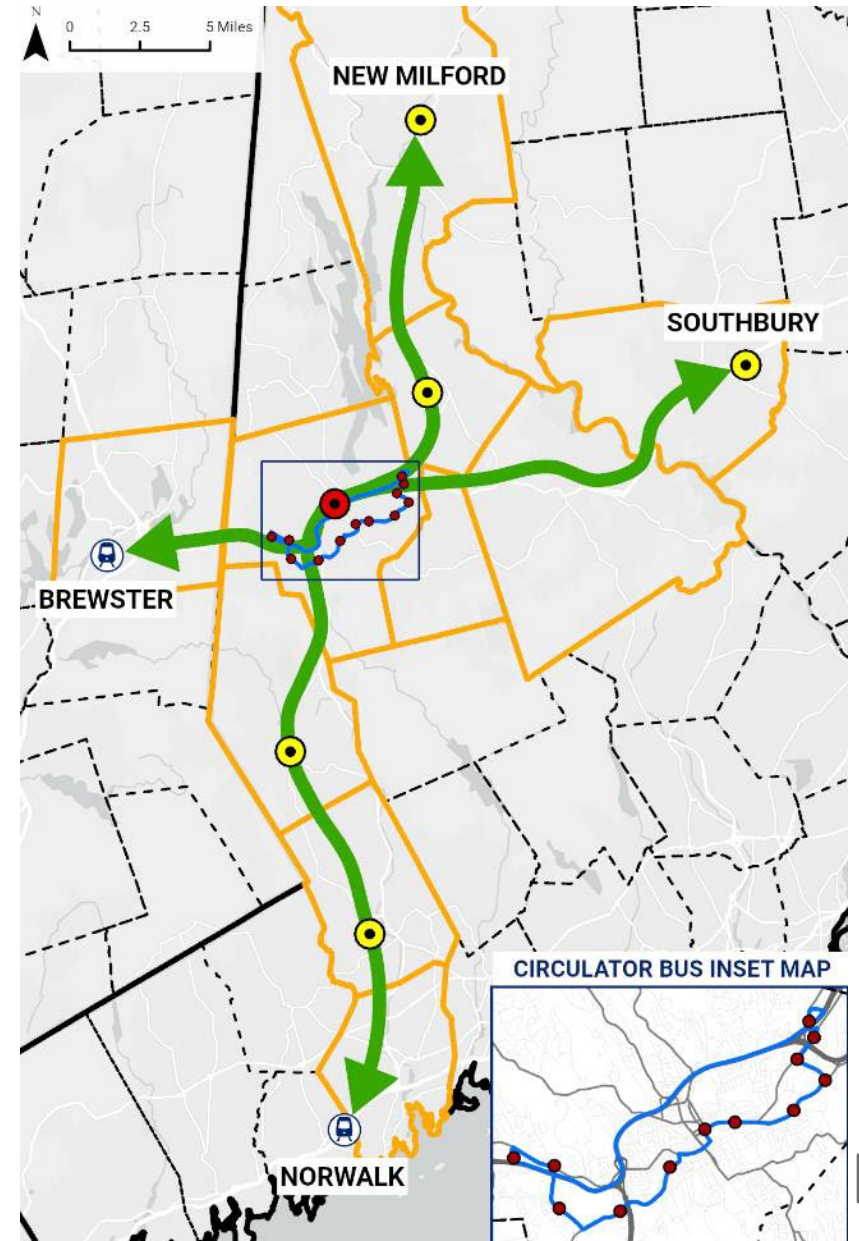 N
0 2.5 5 Miles
NEW MILFORD
SOUTHBURY
BREWSTER
CIRCULATOR BUS INSET MAP
NORWALK